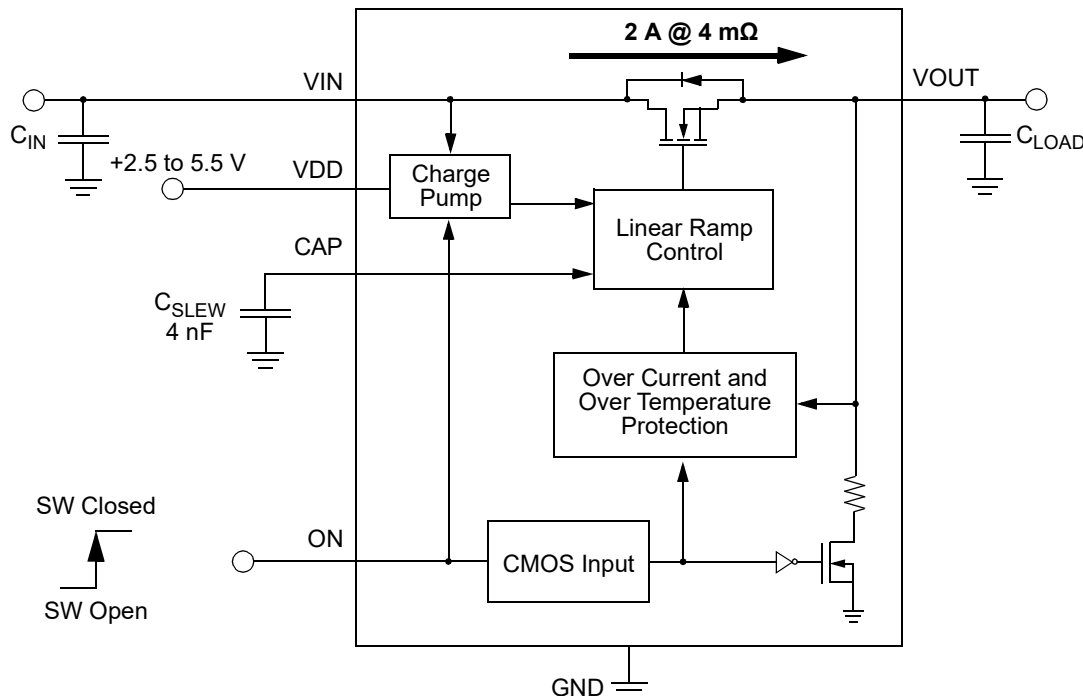 2 A @ 4 mΩ
VIN
VOUT
CIN
CLOAD
+2.5 to 5.5 V
VDD
Charge
Pump
CAP
Linear Ramp
Control
CSLEW
4 nF
Over Current and
Over Temperature
Protection
SW Closed
SW Open
ON
CMOS Input
GND